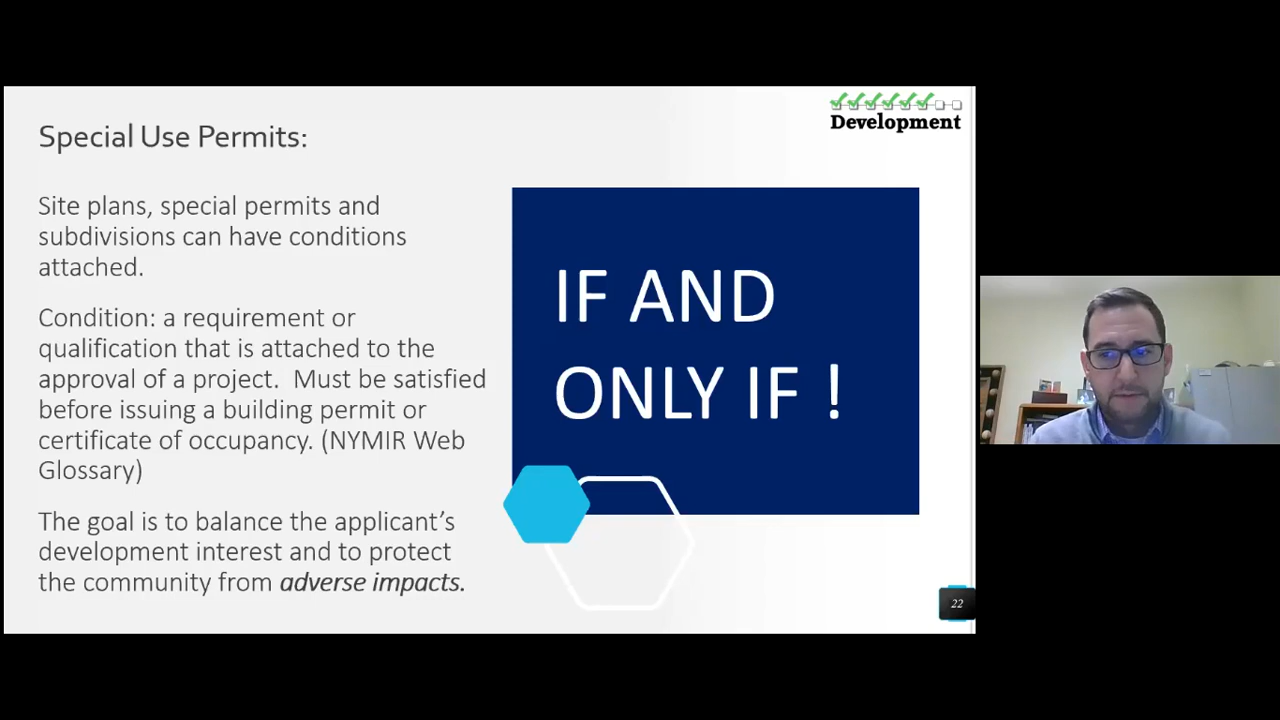 Development
Special Use Permits:
Site plans, special permits and
subdivisions can have conditions
attached.
Condition: a requirement or
qualification that is attached to the
approval of a project.  Must be satisfied
before issuing a building permit or
certificate of occupancy. (NYMIR Web
Glossary)
The goal is to balance the applicant’s
development interest and to protect
the community from adverse impacts.
IF AND
ONLY IF !
22